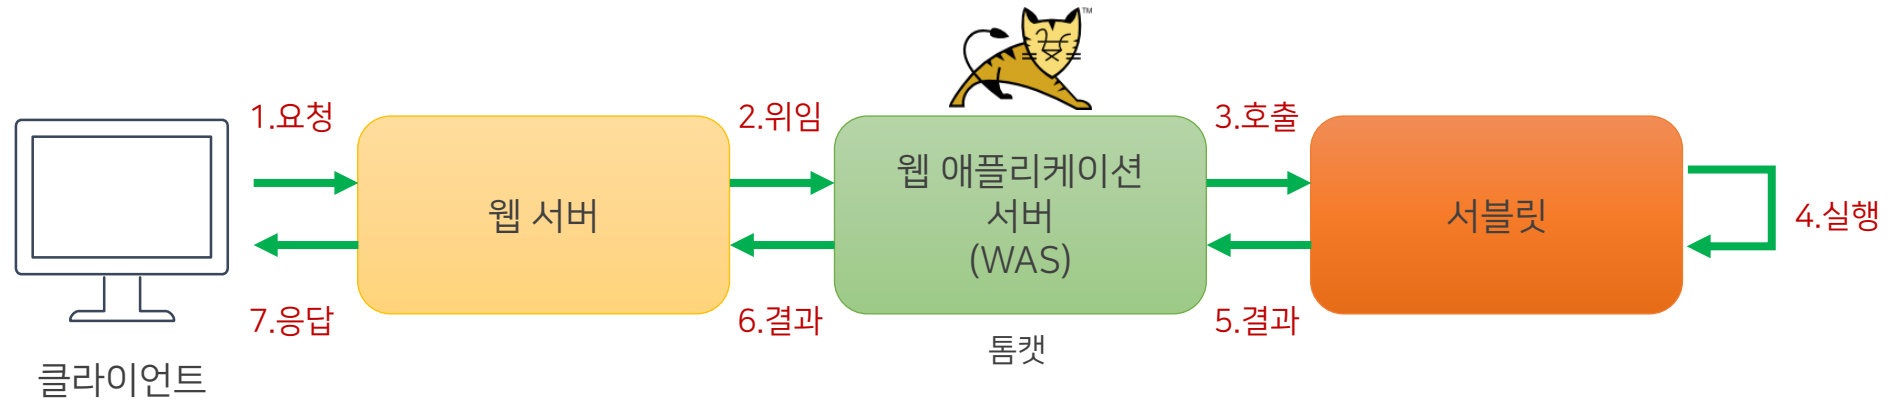 TM
1.요청
2.위임
3.호출
웹 서버
웹 애플리케이션
서버
(WAS)
서블릿
4.실행
7.응답
6.결과
5.결과
톰캣
클라이언트